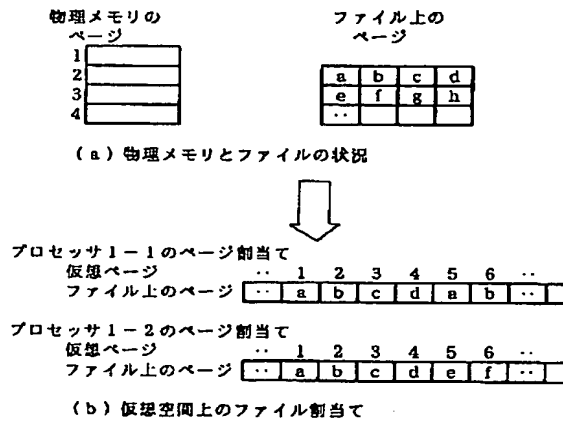 物理メモリの
ページ
ファイル上の
ページ
1
2
3
4
a b c d
e f g h
‥
(a)物理メモリとファイルの状況
プロセッサ1-1のページ割当て
仮想ページ ‥ 1 2 3 4 5 6 ‥
ファイル上のページ ‥ a b c d a b ‥
プロセッサ1-2のページ割当て
仮想ページ ‥ 1 2 3 4 5 6 ‥
ファイル上のページ ‥ a b c d e f ‥
(b)仮想空間上のファイル割当て